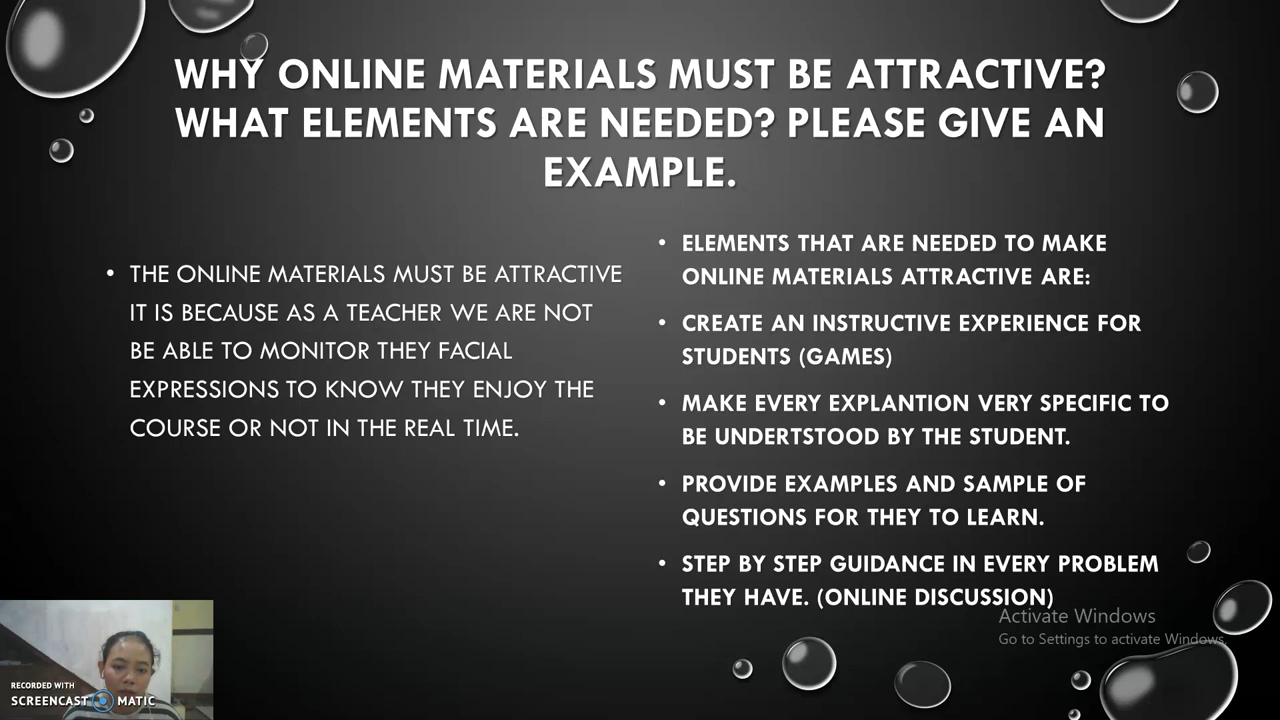 WHY ONLINE MATERIALS MUST BE ATTRACTIVE?
WHAT ELEMENTS ARE NEEDED? PLEASE GIVE AN
EXAMPLE.
• THE ONLINE MATERIALS MUST BE ATTRACTIVE
IT IS BECAUSE AS A TEACHER WE ARE NOT
BE ABLE TO MONITOR THEY FACIAL
EXPRESSIONS TO KNOW THEY ENJOY THE
COURSE OR NOT IN THE REAL TIME.
• ELEMENTS THAT ARE NEEDED TO MAKE
ONLINE MATERIALS ATTRACTIVE ARE:
• CREATE AN INSTRUCTIVE EXPERIENCE FOR
STUDENTS (GAMES)
• MAKE EVERY EXPLANTION VERY SPECIFIC TO
BE UNDERTSTOOD BY THE STUDENT.
• PROVIDE EXAMPLES AND SAMPLE OF
QUESTIONS FOR THEY TO LEARN.
• STEP BY STEP GUIDANCE IN EVERY PROBLEM
THEY HAVE. (ONLINE DISCUSSION)
Activate Windows
Go to Settings to activate Windows.
RECORDED WITH
SCREENCAST MATIC